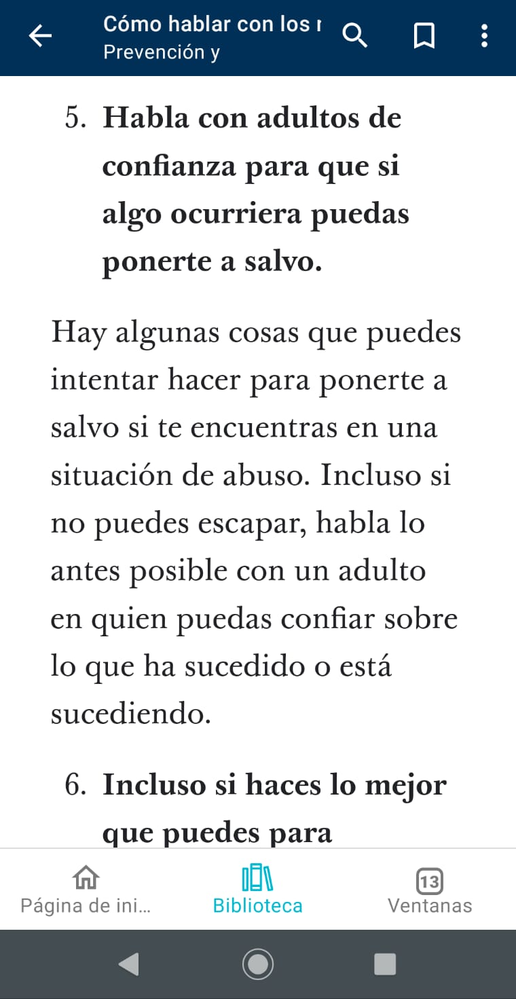 Cómo hablar con los
Prevención y
5. Habla con adultos de
confianza para que si
algo ocurriera puedas
ponerte a salvo.
Hay algunas cosas que puedes
intentar hacer para ponerte a
salvo si te encuentras en una
situación de abuso. Incluso si
no puedes escapar, habla lo
antes posible con un adulto
en quien puedas confiar sobre
lo que ha sucedido o está
sucediendo.
6. Incluso si haces lo mejor
que puedes para
Página de ini...
Biblioteca
13
Ventanas